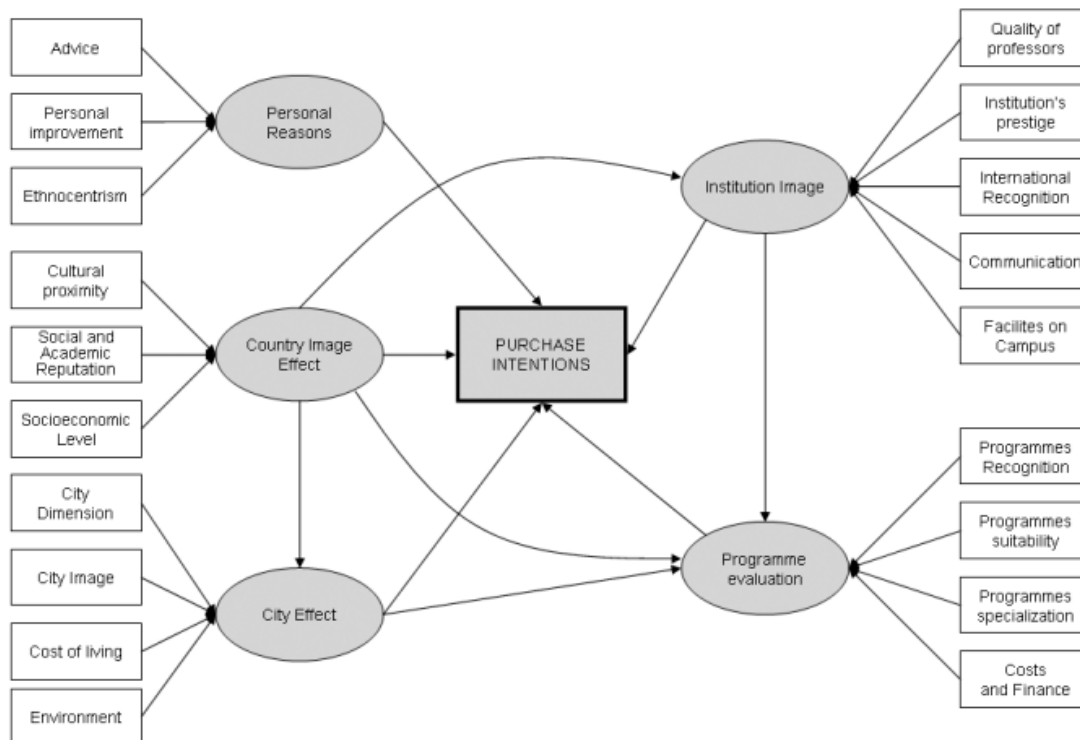 Advice
Personal
improvement
Ethnocentrism
Cultural
proximity
Social and
Academic
Reputation
Socioeconomic
Level
City
Dimension
City Image
Cost of living
Environment
Personal
Reasons
Country Image
Effect
City Effect
PURCHASE
INTENTIONS
Institution Image
Programme
evaluation
Quality of
professors
Institution's
prestige
International
Recognition
Communication
Facilites on
Campus
Programmes
Recognition
Programmes
suitability
Programmes
specialization
Costs
and Finance